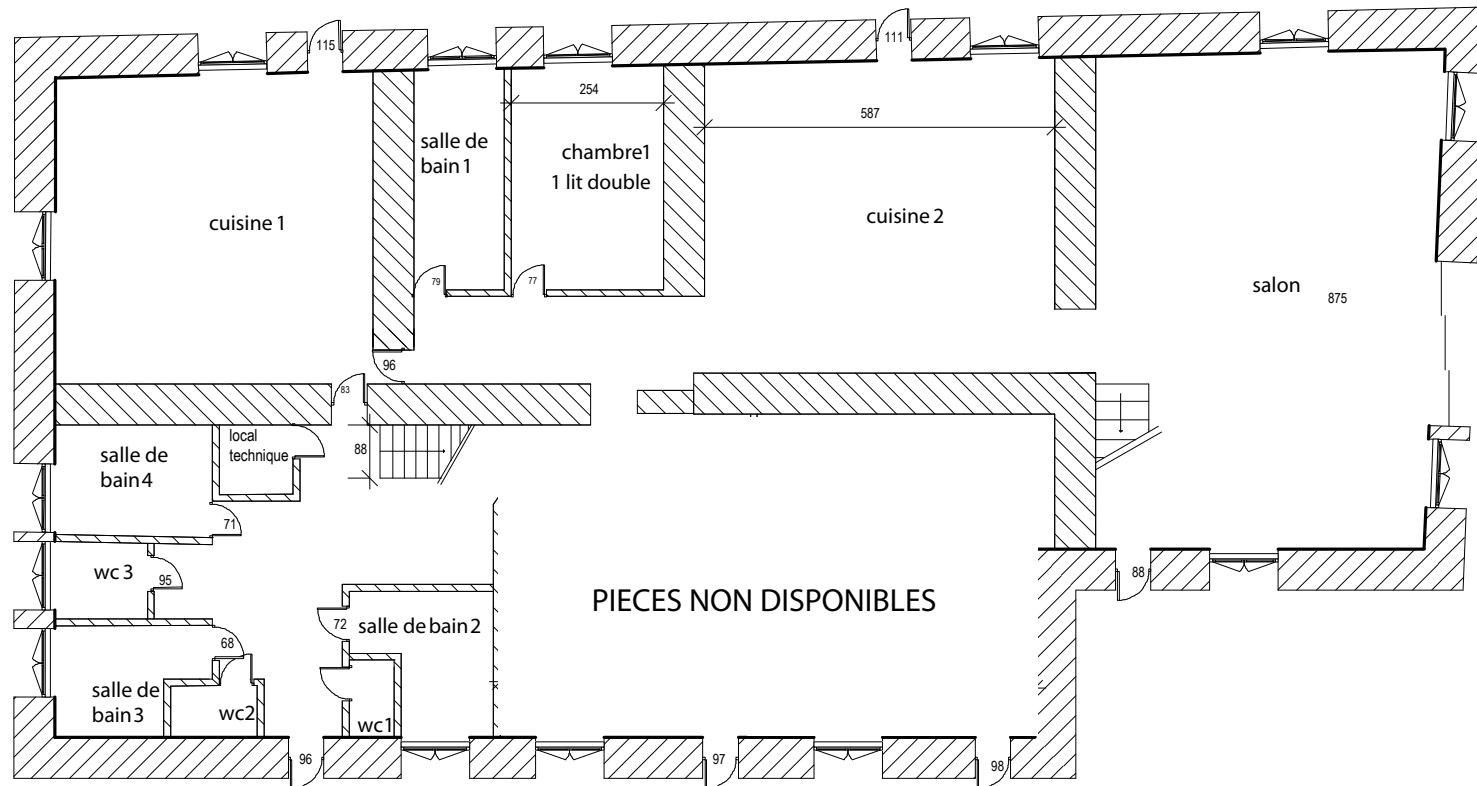 115
111
254
587
salle de
bain 1
chambre1
1 lit double
cuisine 1
cuisine 2
salon
875
79
77
96
83
88
local
technique
salle de
bain 4
71
wc 3
95
PIECES NON DISPONIBLES
88
72
salle de bain 2
68
salle de
bain 3
wc2
wc1
96
97
98